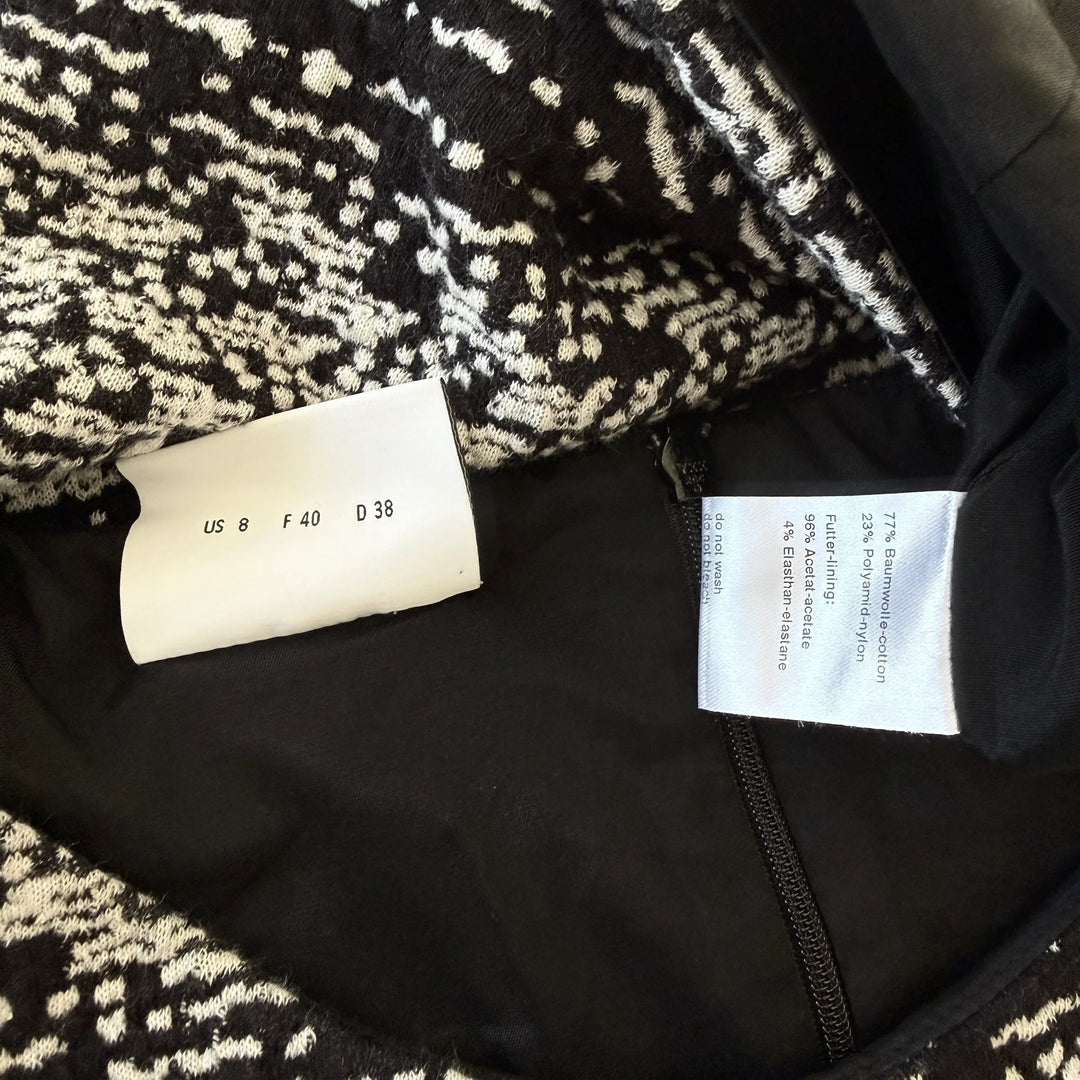 US 8 F 40 D 38
77% Baumwolle-cotton
23% Polyamid-nylon
Futter-lining:
96% Acetat-acetate
4% Elasthan-elastane
do not wash
do not bleach